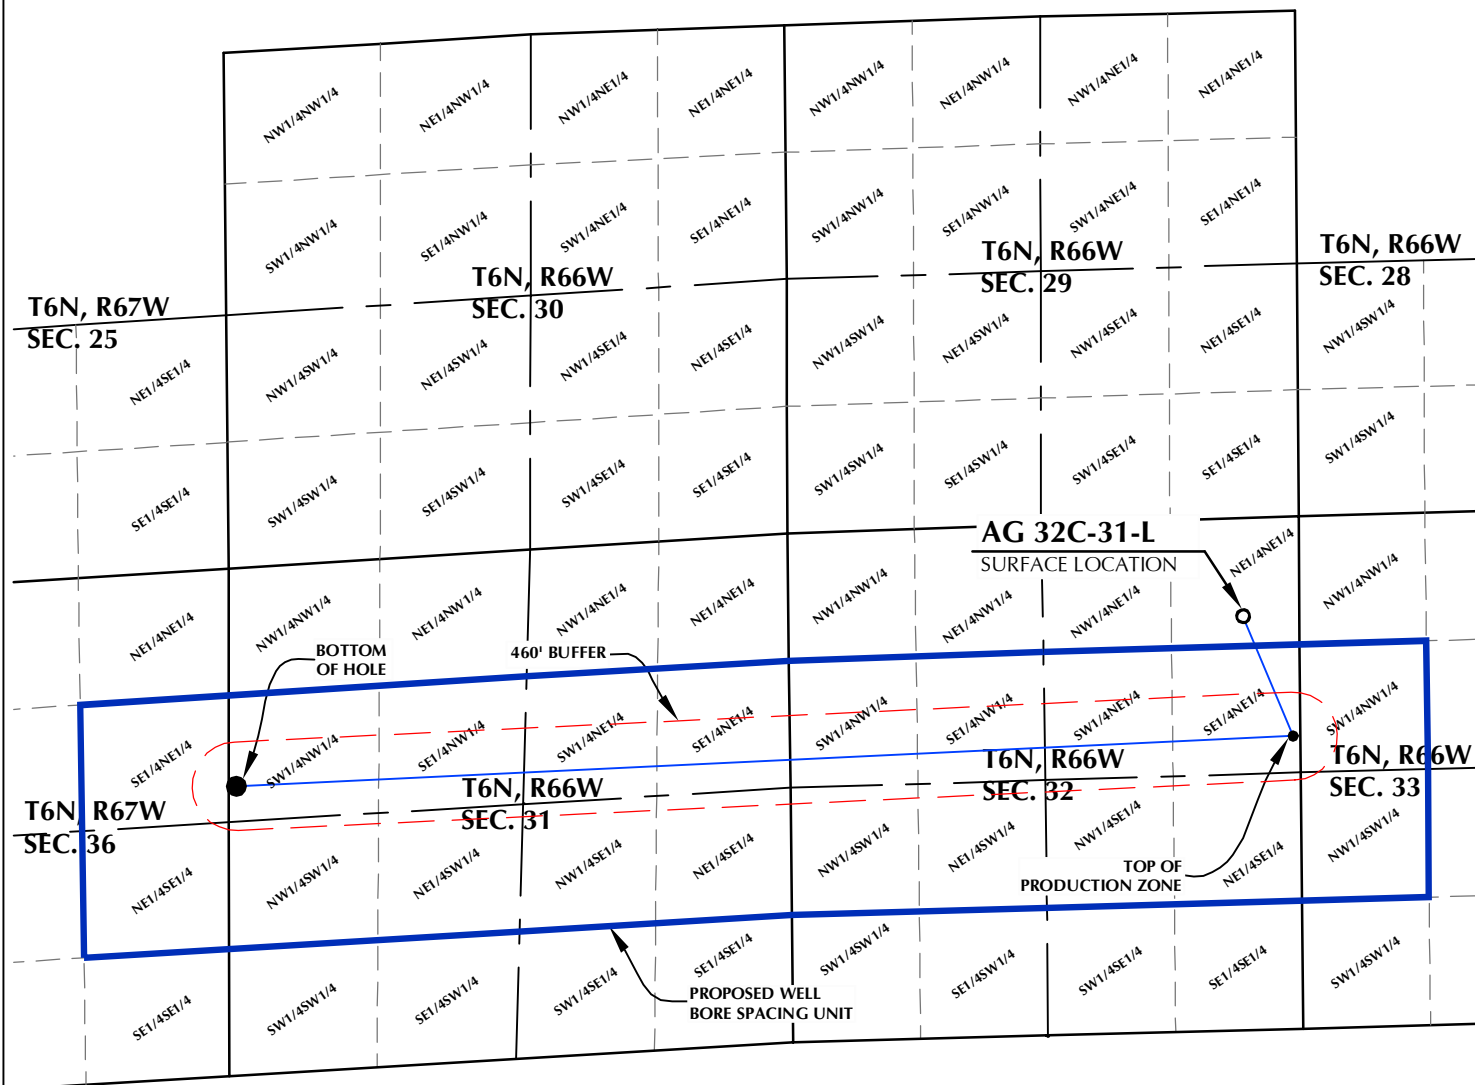 NW1/4NW1/4
NE1/4NW1/4
NW1/4NE1/4
NE1/4NE1/4
NW1/4NW1/4
NE1/4NW1/4
NW1/4NE1/4
NE1/4NE1/4
SW1/4NW1/4
SE1/4NW1/4
SW1/4NE1/4
SE1/4NE1/4
SW1/4NW1/4
SE1/4NW1/4
SW1/4NE1/4
SE1/4NE1/4
T6N, R67W
SEC. 25
T6N, R66W
SEC. 30
T6N, R66W
SEC. 29
T6N, R66W
SEC. 28
NE1/4SE1/4
NW1/4SW1/4
NE1/4SW1/4
NW1/4SE1/4
NE1/4SE1/4
NW1/4SW1/4
NE1/4SW1/4
NW1/4SE1/4
NE1/4SE1/4
NW1/4SW1/4
SE1/4SE1/4
SW1/4SW1/4
SE1/4SW1/4
SW1/4SE1/4
SE1/4SE1/4
SW1/4SW1/4
SE1/4SW1/4
SW1/4SE1/4
SE1/4SE1/4
SW1/4SW1/4
AG 32C-31-L
SURFACE LOCATION
NE1/4NE1/4
NW1/4NW1/4
NE1/4NW1/4
NW1/4NE1/4
NE1/4NE1/4
NW1/4NW1/4
NE1/4NW1/4
NW1/4NE1/4
NE1/4NE1/4
NW1/4NW1/4
BOTTOM
OF HOLE
460' BUFFER
SE1/4NE1/4
SW1/4NW1/4
SE1/4NW1/4
SW1/4NE1/4
SE1/4NE1/4
SW1/4NW1/4
SE1/4NW1/4
SW1/4NE1/4
SE1/4NE1/4
SW1/4NW1/4
T6N, R67W
SEC. 36
T6N, R66W
SEC. 31
T6N, R66W
SEC. 32
T6N, R66W
SEC. 33
NE1/4SE1/4
NW1/4SW1/4
NE1/4SW1/4
NW1/4SE1/4
NE1/4SE1/4
NW1/4SW1/4
NE1/4SW1/4
NW1/4SE1/4
NE1/4SE1/4
NW1/4SW1/4
TOP OF
PRODUCTION ZONE
SE1/4SE1/4
SW1/4SW1/4
SE1/4SW1/4
SW1/4SE1/4
SE1/4SE1/4
SW1/4SW1/4
SE1/4SW1/4
SW1/4SE1/4
SE1/4SE1/4
SW1/4SW1/4
PROPOSED WELL
BORE SPACING UNIT